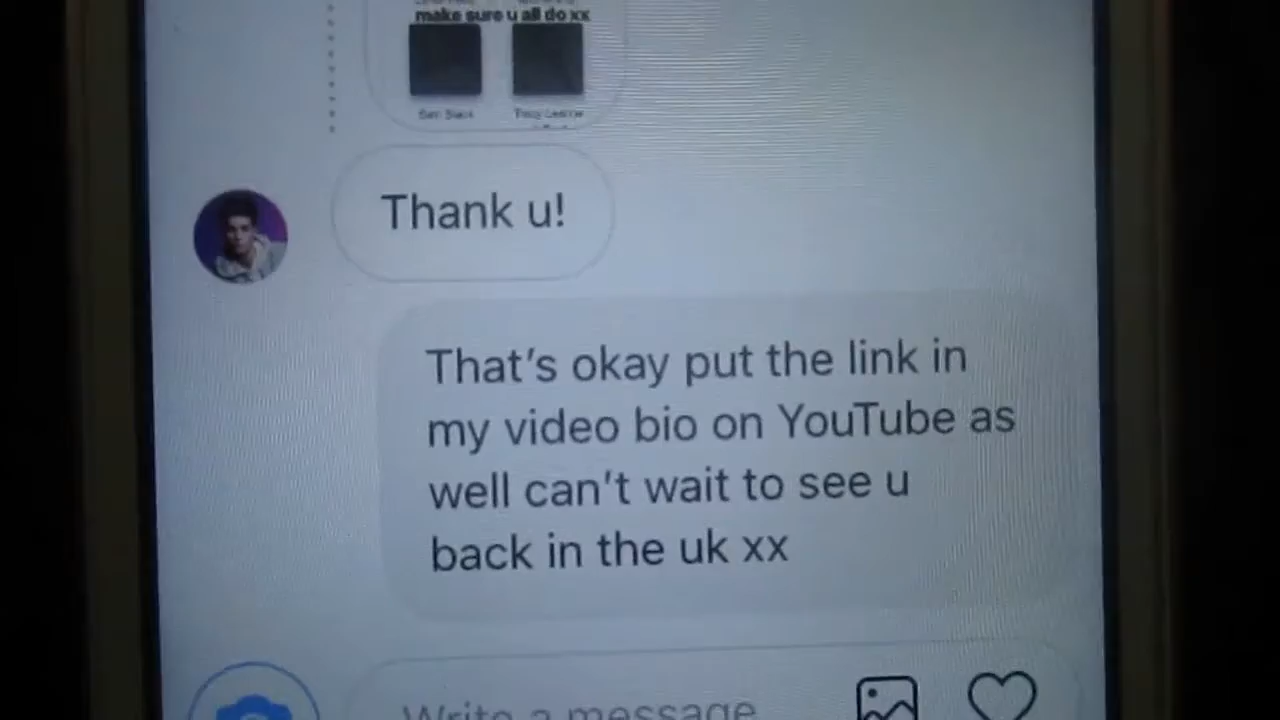 make sure u all do xx
Thank u!
That's okay put the link in
my video bio on YouTube as
well can't wait to see u
back in the uk xx
Write a message